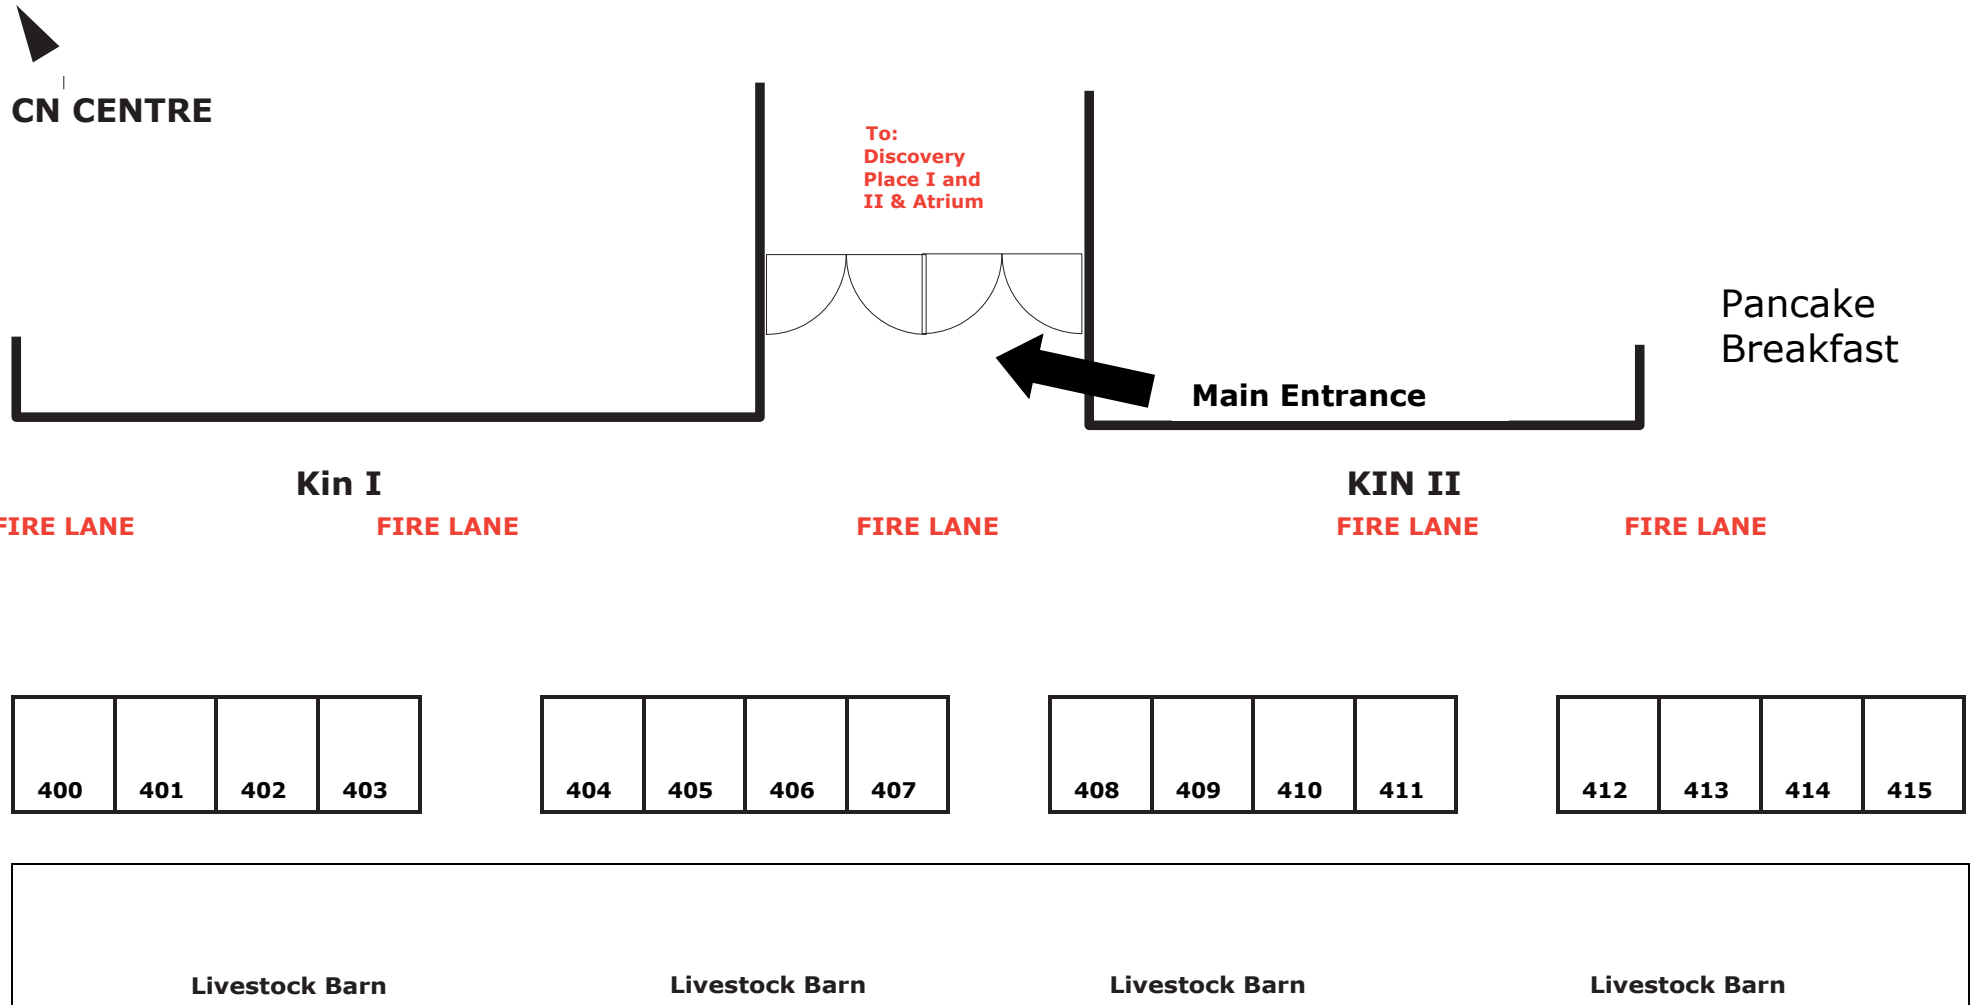 CN CENTRE
To:
Discovery
Place I and
II & Atrium
Pancake
Breakfast
Main Entrance
Kin I
KIN II
FIRE LANE
FIRE LANE
FIRE LANE
FIRE LANE
FIRE LANE
400 401 402 403 404 405 406 407 408 409 410 411 412 413 414 415
Livestock Barn
Livestock Barn
Livestock Barn
Livestock Barn